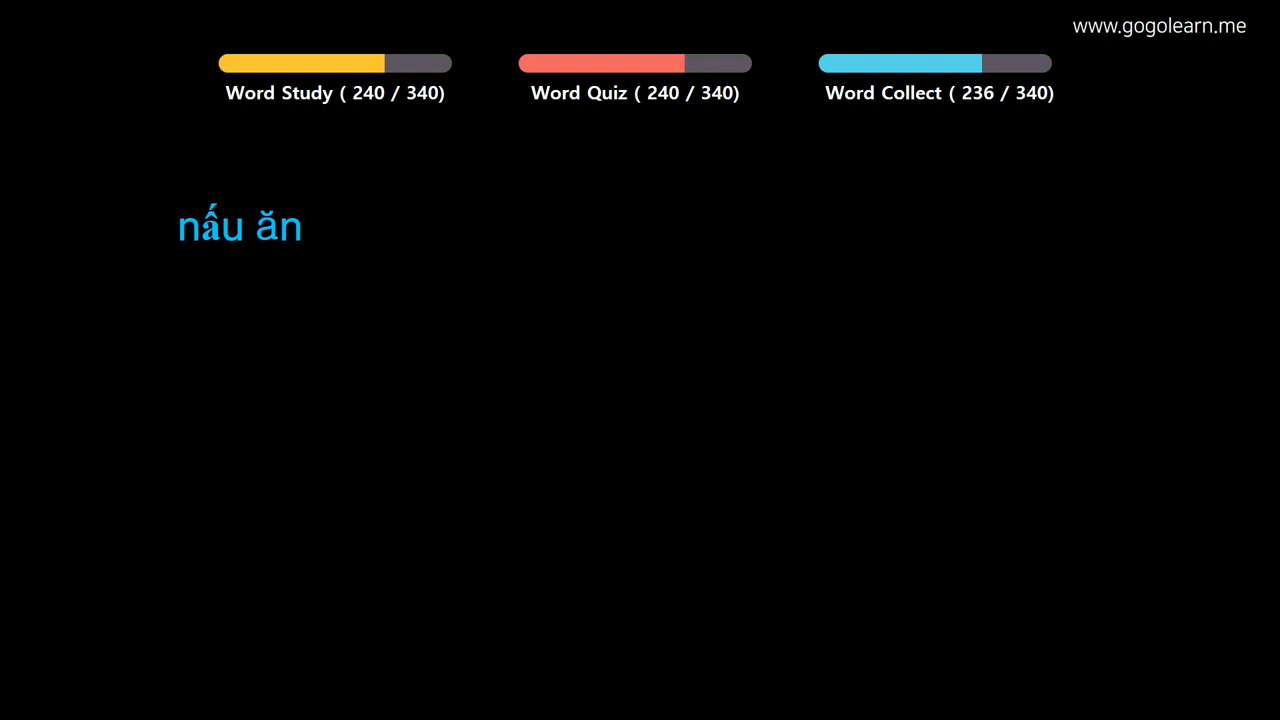 www.gogolearn.me
Word Study ( 240 / 340)
Word Quiz ( 240 / 340)
Word Collect ( 236 / 340)
nấu ăn